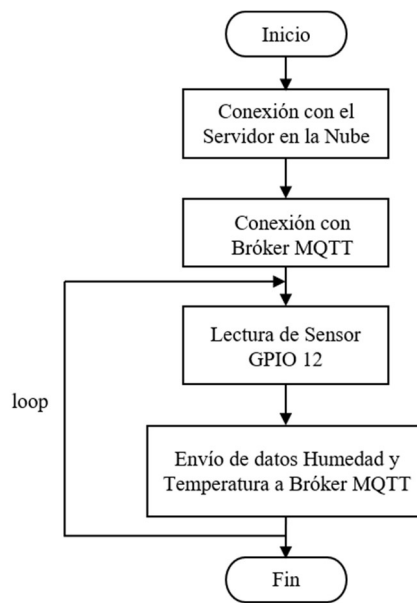 Inicio
Conexión con el
Servidor en la Nube
Conexión con
Bróker MQTT
Lectura de Sensor
GPIO 12
loop
Envío de datos Humedad y
Temperatura a Bróker MQTT
Fin